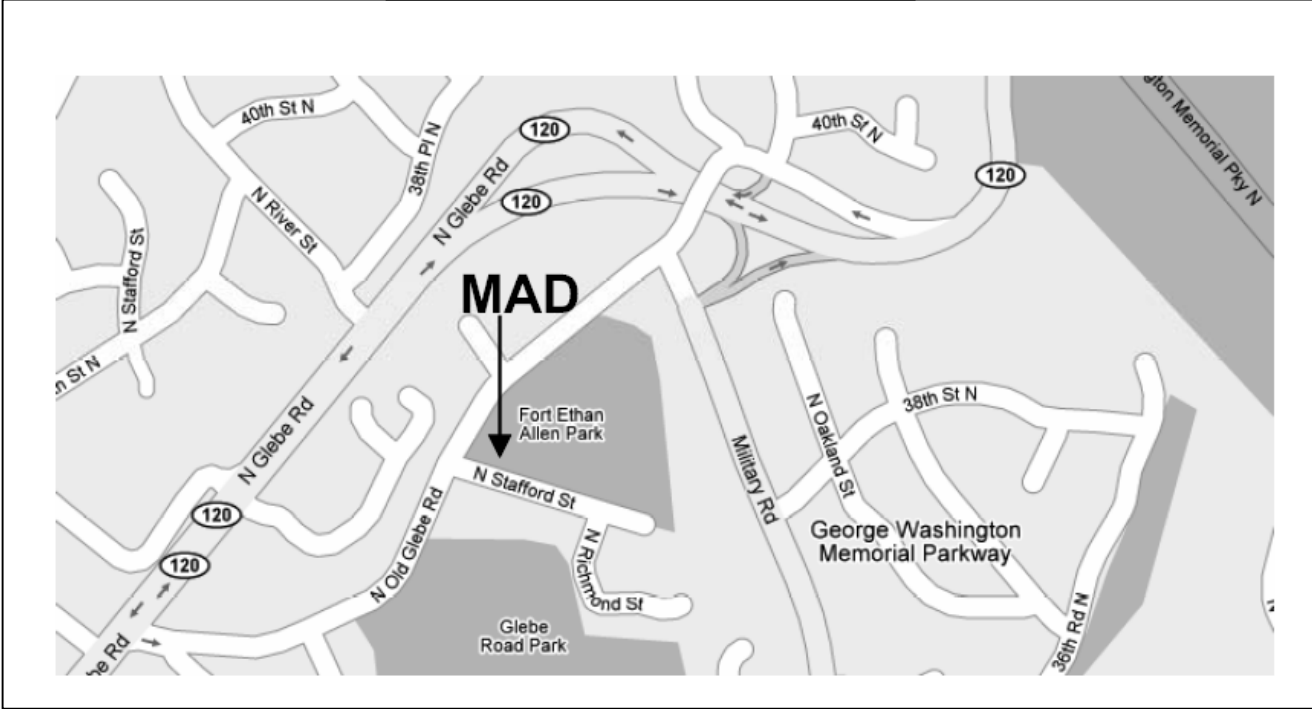 40th St N
38th Pl N
120
N Glebe Rd
120
40th St N
120
gton Memorial Pky N
N River St
N Stafford St
MAD
n St N
N Glebe Rd
Fort Ethan
Allen Park
N Oakland St
38th St N
Military Rd
N Stafford St
120
N Old Glebe Rd
N Richmond St
George Washington
Memorial Parkway
120
Glebe
Road Park
be Rd
36th Rd N
N